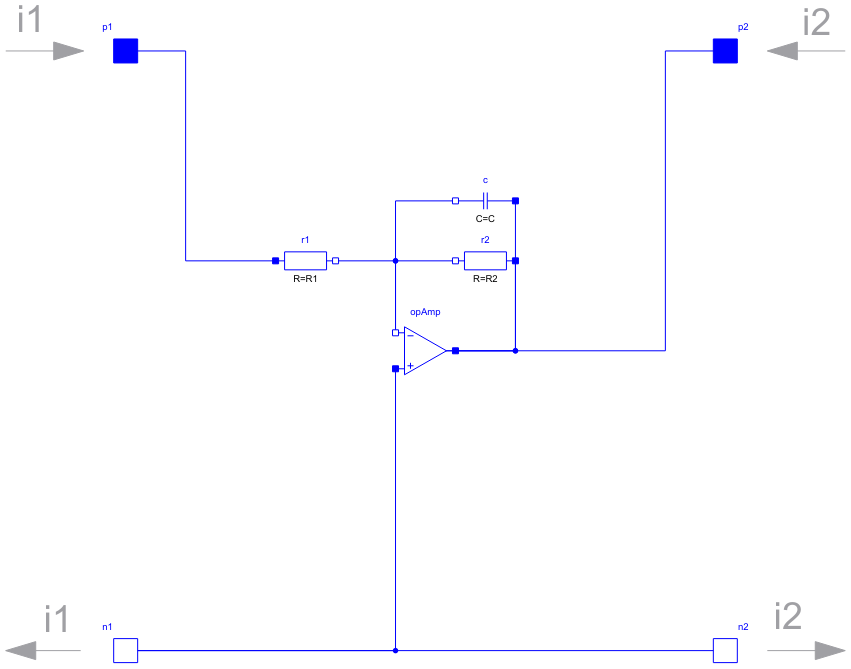 i1
p1
p2
i2
c
C=C
r1
R=R1
r2
R=R2
opAmp
−
+
i1
n1
n2
i2